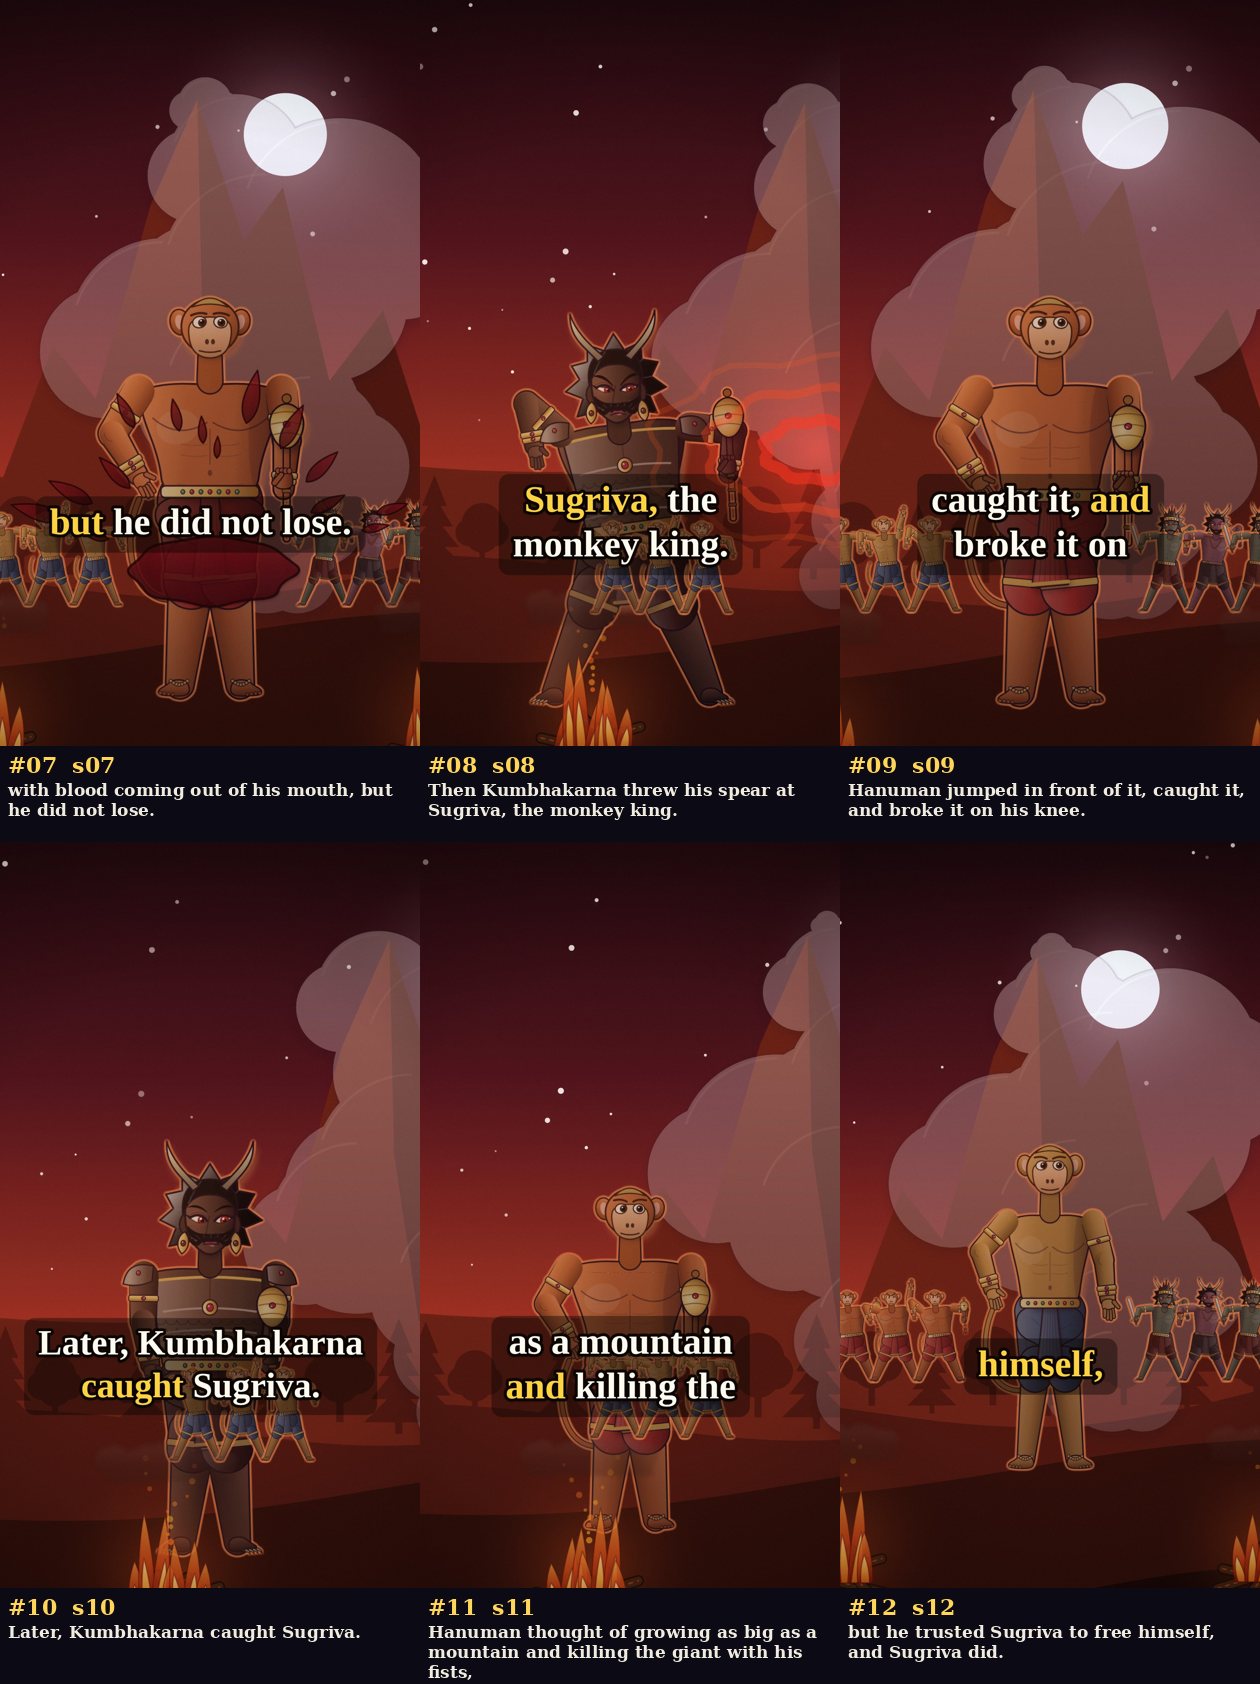 but he did not lose.
Sugriva, the
monkey king.
caught it, and
broke it on
#07 s07
with blood coming out of his mouth, but
he did not lose.
#08 s08
Then Kumbhakarna threw his spear at
Sugriva, the monkey king.
#09 s09
Hanuman jumped in front of it, caught it,
and broke it on his knee.
Later, Kumbhakarna
caught Sugriva.
as a mountain
and killing the
himself,
#10 s10
Later, Kumbhakarna caught Sugriva.
#11 s11
Hanuman thought of growing as big as a
mountain and killing the giant with his
fists,
#12 s12
but he trusted Sugriva to free himself,
and Sugriva did.